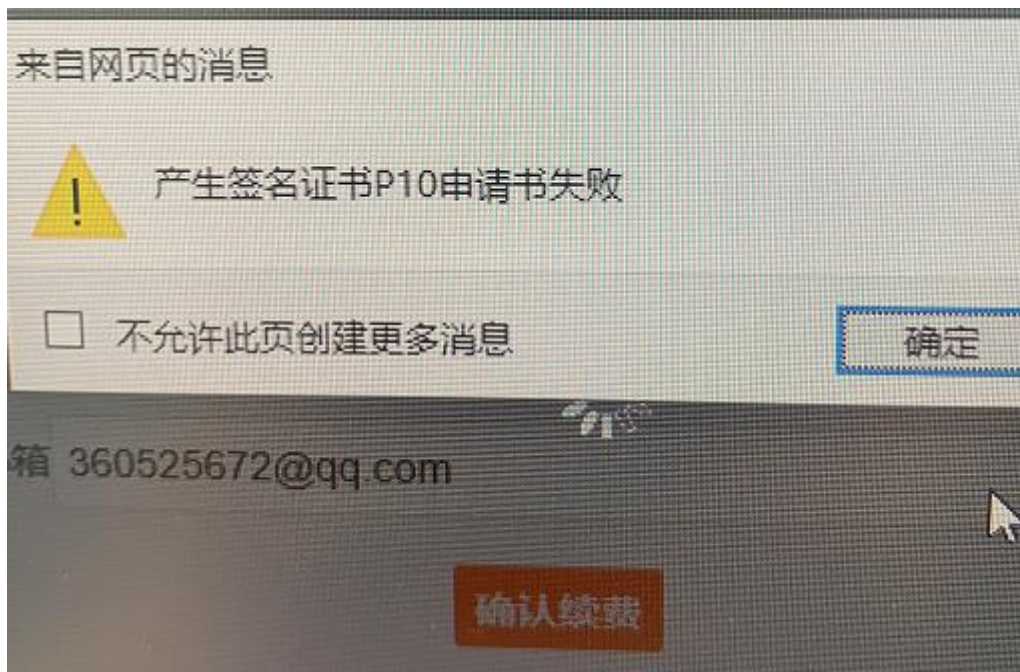 来自网页的消息
产生签名证书P10申请书失败
不允许此页创建更多消息
确定
箱 360525672@qq.com
确认续费